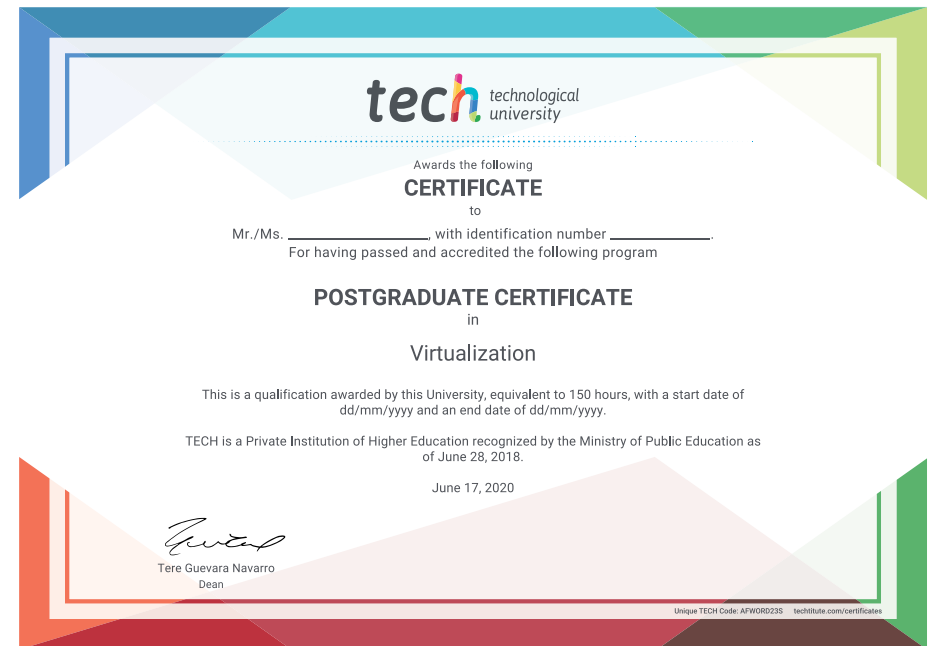 tech technological
university
Awards the following
CERTIFICATE
to
Mr./Ms. ____________________, with identification number ______________.
For having passed and accredited the following program
POSTGRADUATE CERTIFICATE
in
Virtualization
This is a qualification awarded by this University, equivalent to 150 hours, with a start date of
dd/mm/yyyy and an end date of dd/mm/yyyy.
TECH is a Private Institution of Higher Education recognized by the Ministry of Public Education as
of June 28, 2018.
June 17, 2020
Tere Guevara Navarro
Dean
Unique TECH Code: AFWORD23S techtitute.com/certificates